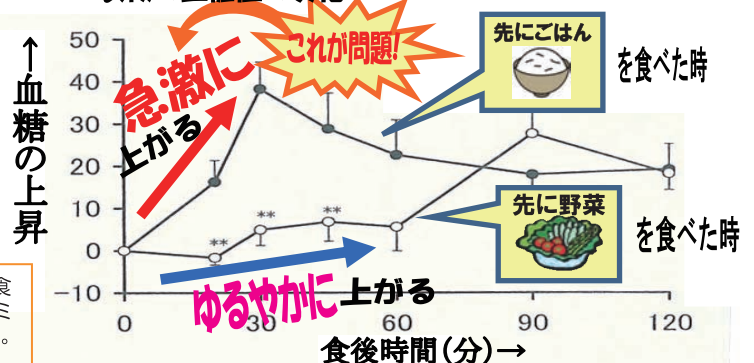 これが問題!
急激に
上がる
先にごはん
を食べた時
↑血糖の上昇
50
40
30
20
10
0
-10
**
**
**
先に野菜
を食べた時
ゆるやかに上がる
0
30
60
90
120
食後時間(分)→
食
ミ
。